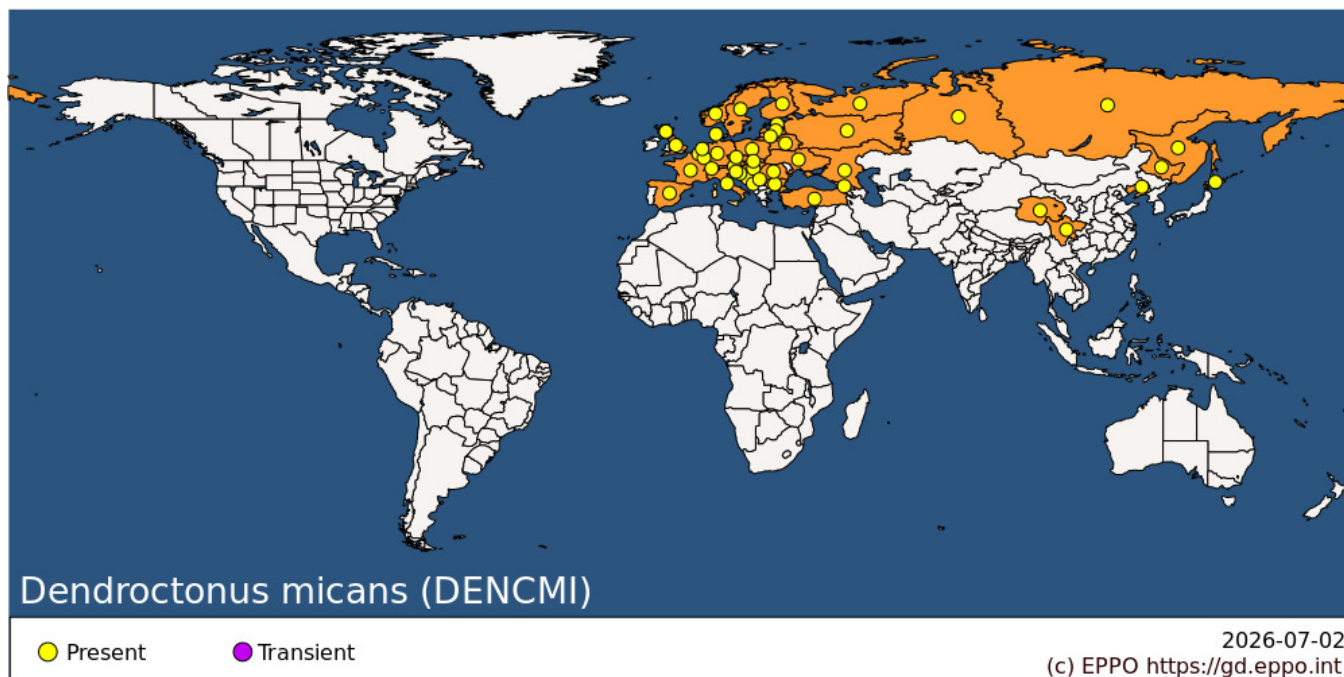 Dendroctonus micans (DENCMI)
Present
Transient
2026-07-02
(c) EPPO https://gd.eppo.int